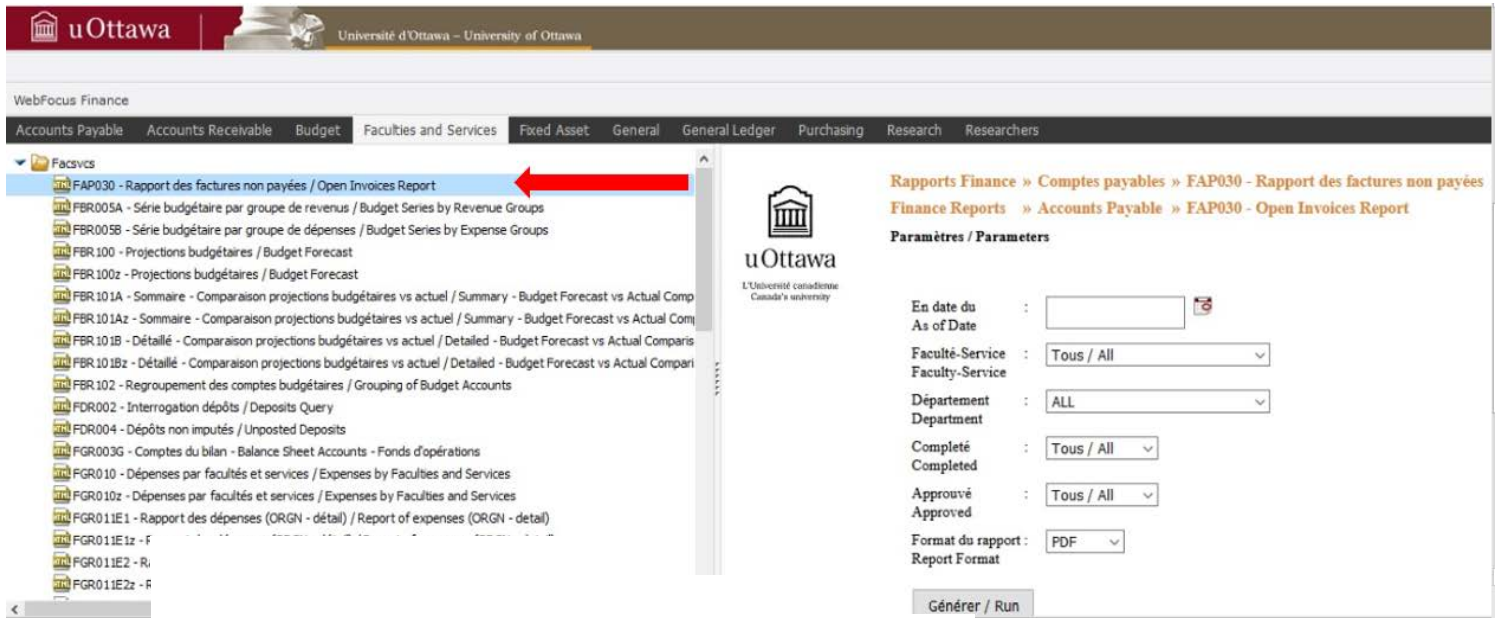 uOttawa
Université d'Ottawa – University of Ottawa
WebFocus Finance
Accounts Payable Accounts Receivable Budget Faculties and Services Fixed Asset General General Ledger Purchasing Research Researchers
Facsvcs
FAP030 - Rapport des factures non payées / Open Invoices Report
FBR005A - Série budgétaire par groupe de revenus / Budget Series by Revenue Groups
FBR005B - Série budgétaire par groupe de dépenses / Budget Series by Expense Groups
FBR100 - Projections budgétaires / Budget Forecast
FBR100z - Projections budgétaires / Budget Forecast
FBR101A - Sommaire - Comparaison projections budgétaires vs actuel / Summary - Budget Forecast vs Actual Comp
FBR101Az - Sommaire - Comparaison projections budgétaires vs actuel / Summary - Budget Forecast vs Actual Com
FBR101B - Détaillé - Comparaison projections budgétaires vs actuel / Detailed - Budget Forecast vs Actual Comparis
FBR101Bz - Détaillé - Comparaison projections budgétaires vs actuel / Detailed - Budget Forecast vs Actual Compari
FBR102 - Regroupement des comptes budgétaires / Grouping of Budget Accounts
FDR002 - Interrogation dépôts / Deposits Query
FDR004 - Dépôts non imputés / Unposted Deposits
FGR003G - Comptes du bilan - Balance Sheet Accounts - Fonds d'opérations
FGR010 - Dépenses par facultés et services / Expenses by Faculties and Services
FGR010z - Dépenses par facultés et services / Expenses by Faculties and Services
FGR011E1 - Rapport des dépenses (ORGN - détail) / Report of expenses (ORGN - detail)
FGR011E1z -
FGR011E2 -
FGR011E2z -
uOttawa
L'Université canadienne
Canada's university
Rapports Finance » Comptes payables » FAP030 - Rapport des factures non payées
Finance Reports » Accounts Payable » FAP030 - Open Invoices Report
Paramètres / Parameters
En date du :
As of Date
Faculté-Service : Tous / All
Faculty-Service
Département : ALL
Department
Completé : Tous / All
Completed
Approuvé : Tous / All
Approved
Format du rapport : PDF
Report Format
Générer / Run